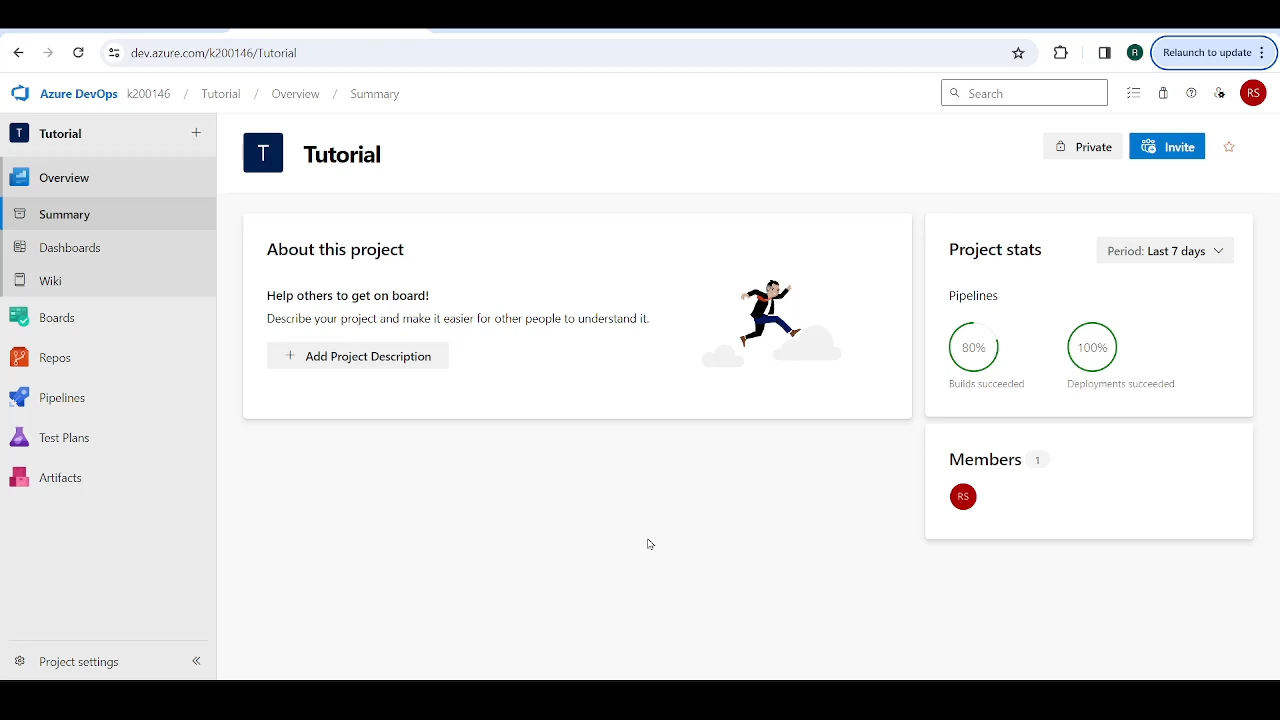 dev.azure.com/k200146/Tutorial
R
Relaunch to update
Azure DevOps k200146 / Tutorial / Overview / Summary
Search
RS
T Tutorial +
T Tutorial
Private
Invite
Overview
Summary
Dashboards
Wiki
Boards
Repos
Pipelines
Test Plans
Artifacts
Project settings
About this project
Help others to get on board!
Describe your project and make it easier for other people to understand it.
+ Add Project Description
Project stats
Period: Last 7 days
Pipelines
80%
100%
Builds succeeded
Deployments succeeded
Members 1
RS